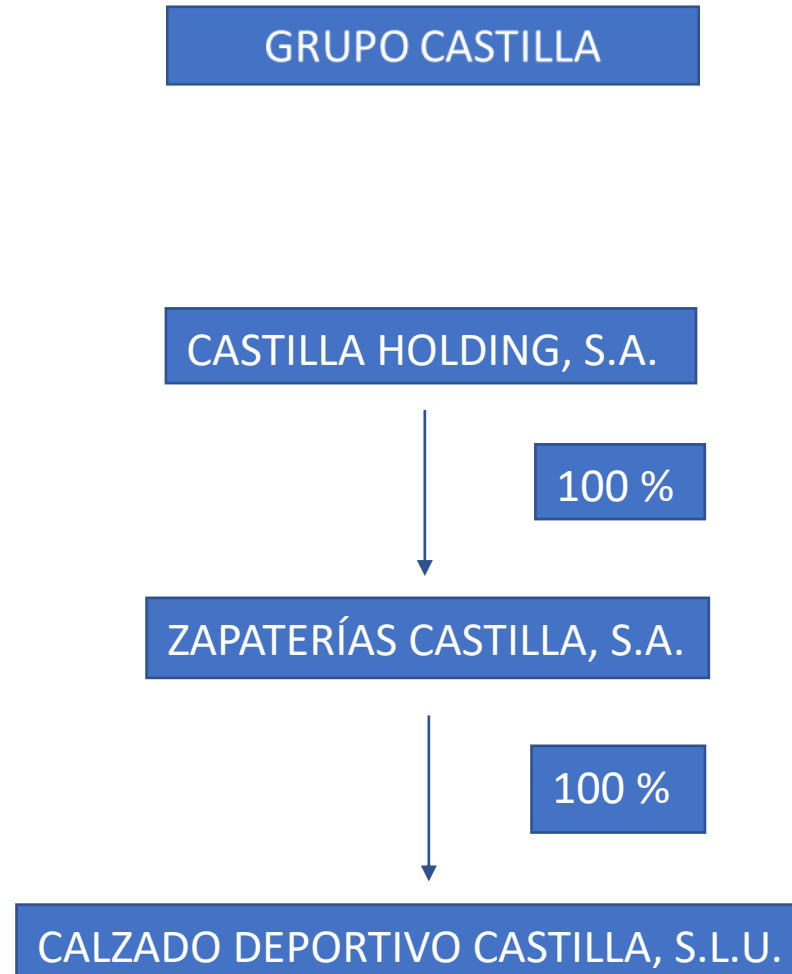 GRUPO CASTILLA
CASTILLA HOLDING, S.A.
100 %
ZAPATERÍAS CASTILLA, S.A.
100 %
CALZADO DEPORTIVO CASTILLA, S.L.U.